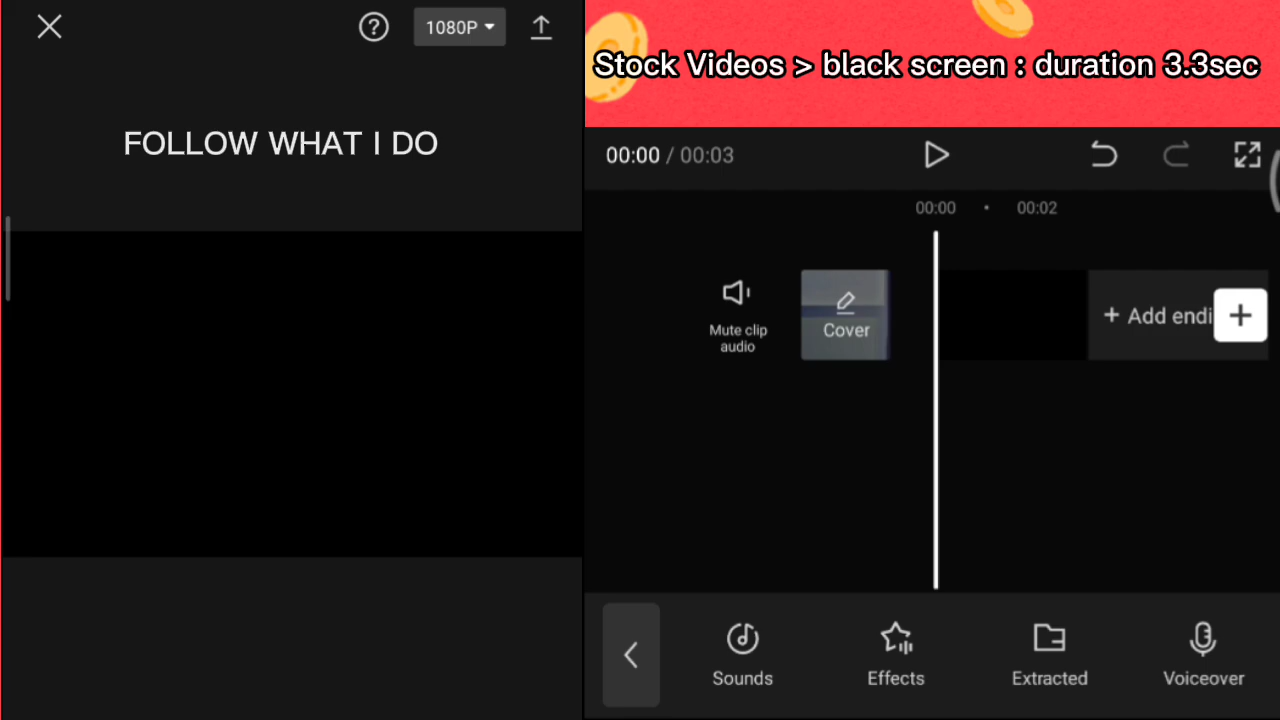 1080P
FOLLOW WHAT I DO
Stock Videos > black screen : duration 3.3sec
00:00 / 00:03
00:00
00:02
Mute clip
audio
Cover
+ Add endi
Sounds
Effects
Extracted
Voiceover